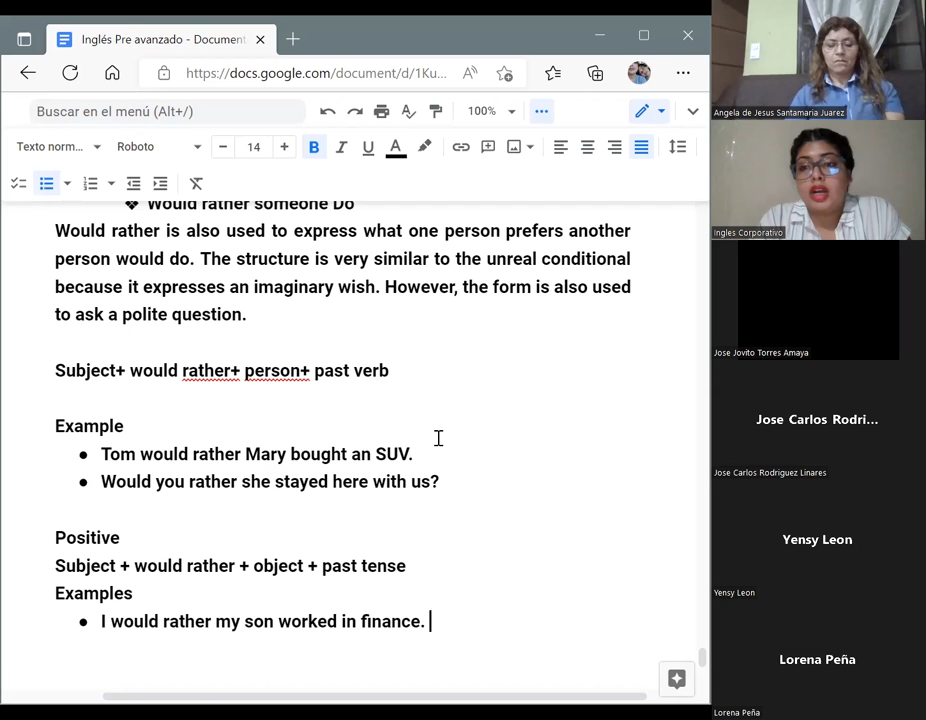 Inglés Pre avanzado - Document
https://docs.google.com/document/d/1Ku...
Buscar en el menú (Alt+/)
100%
Texto norm...
Roboto
14
Would rather someone Do
Would rather is also used to express what one person prefers another
person would do. The structure is very similar to the unreal conditional
because it expresses an imaginary wish. However, the form is also used
to ask a polite question.
Subject+ would rather+ person+ past verb
Example
Tom would rather Mary bought an SUV.
Would you rather she stayed here with us?
Positive
Subject + would rather + object + past tense
Examples
I would rather my son worked in finance.
Angela de Jesus Santamaria Juarez
Ingles Corporativo
Jose Jovito Torres Amaya
Jose Carlos Rodri...
Jose Carlos Rodriguez Linares
Yensy Leon
Yensy Leon
Lorena Peña
Lorena Peña